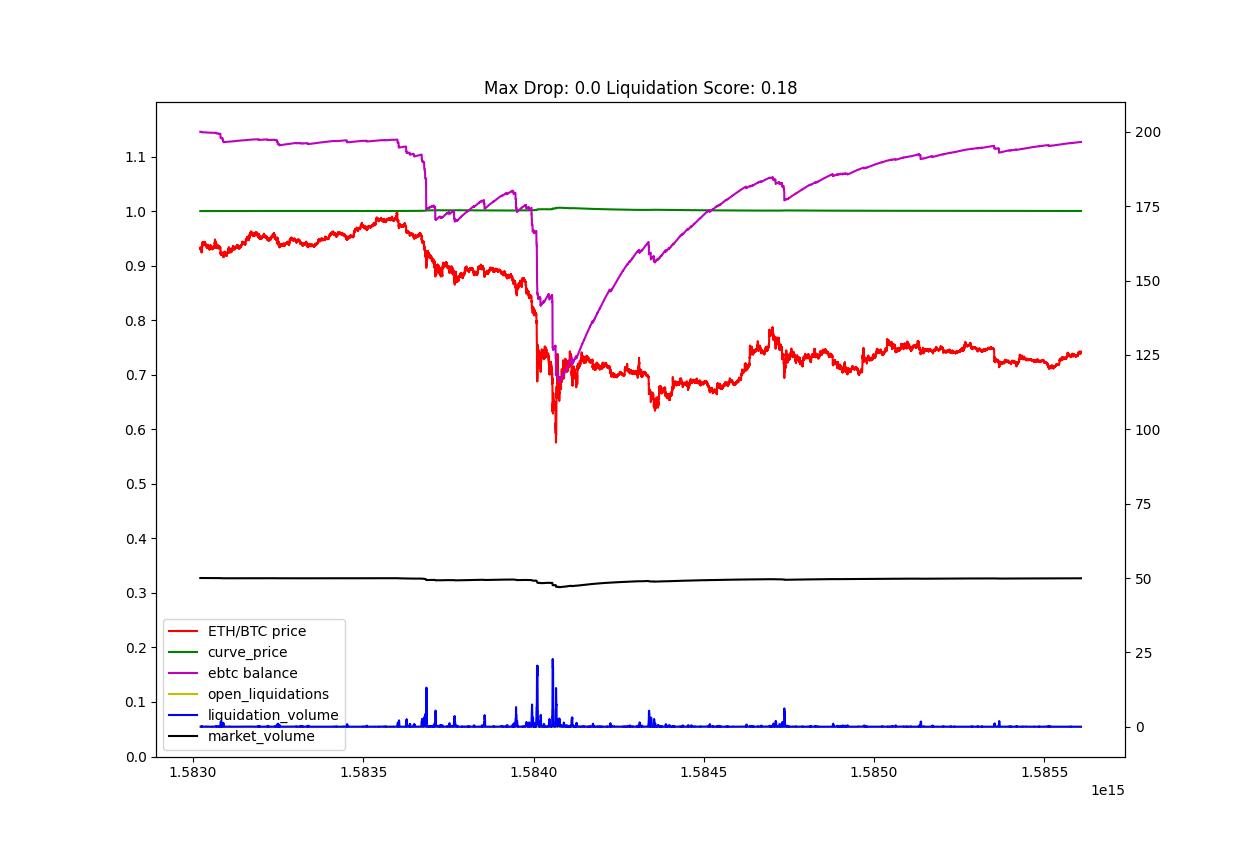 Max Drop: 0.0 Liquidation Score: 0.18
1.1
1.0
0.9
0.8
0.7
0.6
0.5
0.4
0.3
0.2
0.1
0.0
200
175
150
125
100
75
50
25
0
ETH/BTC price
curve_price
ebtc balance
open_liquidations
liquidation_volume
market_volume
1.5830 1.5835 1.5840 1.5845 1.5850 1.5855
1e15